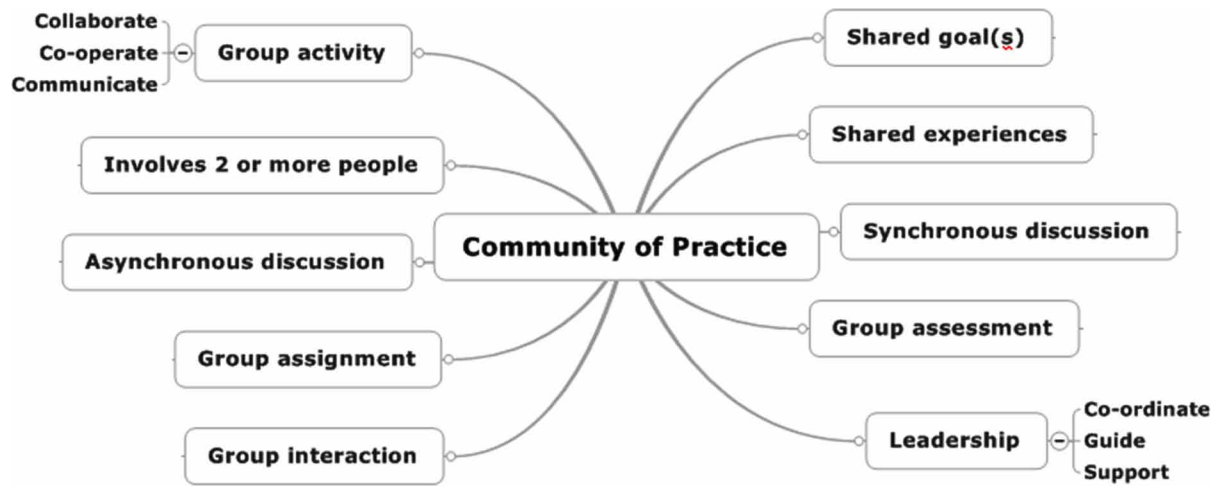 Collaborate
Co-operate
Communicate
Group activity
Involves 2 or more people
Asynchronous discussion
Group assignment
Group interaction
Community of Practice
Shared goal(s)
Shared experiences
Synchronous discussion
Group assessment
Leadership
Co-ordinate
Guide
Support